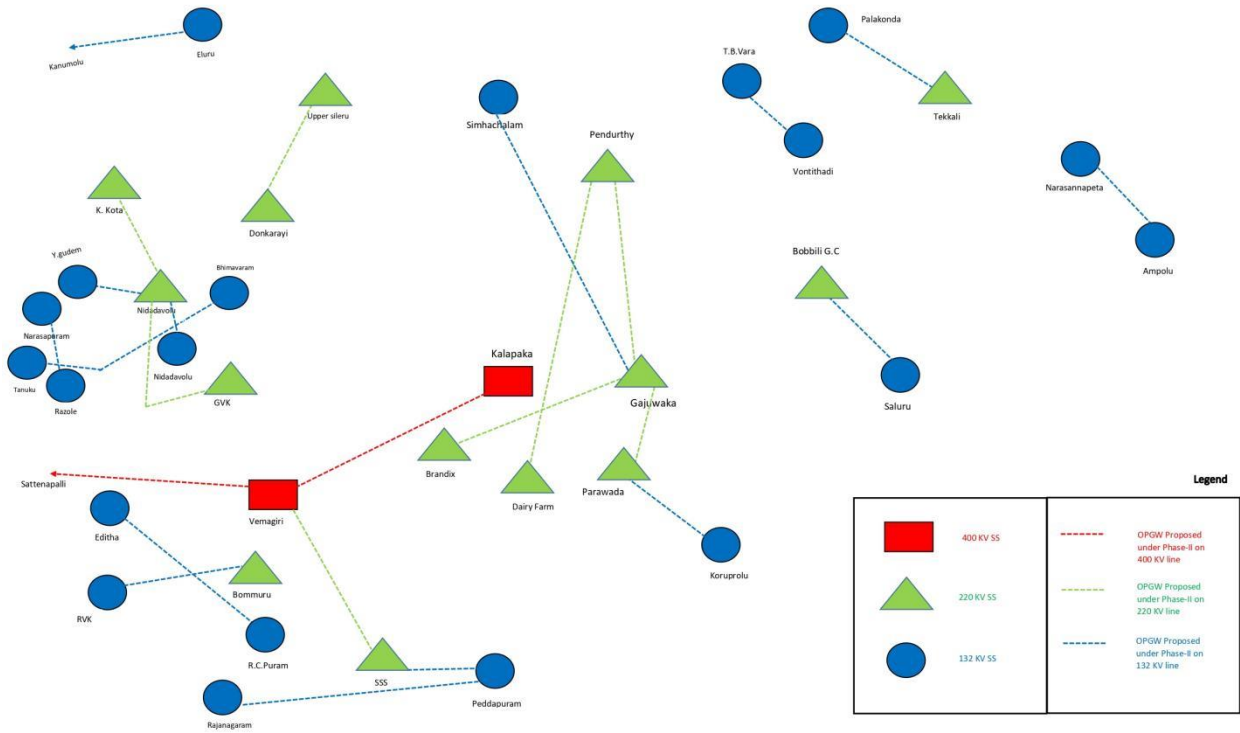 Palakonda
T.B.Vara
Eluru
Kanumolu
Upper sileru
Simhachalam
Tekkali
Pendurthy
Vontithadi
Narasannapeta
K. Kota
Donkarayi
Y.gudem
Bhimavaram
Bobbili G.C
Ampolu
Nidadavolu
Narasapuram
Nidadavolu
Kalapaka
Tanuku
Razole
GVK
Gajuwaka
Saluru
Brandix
Dairy Farm
Parawada
Sattenapalli
Vemagiri
Editha
Koruprolu
Bommuru
RVK
R.C.Puram
SSS
Peddapuram
Rajanagaram
Legend
400 KV SS
OPGW Proposed
under Phase-II on
400 KV line
220 KV SS
OPGW Proposed
under Phase-II on
220 KV line
132 KV SS
OPGW Proposed
under Phase-II on
132 KV line